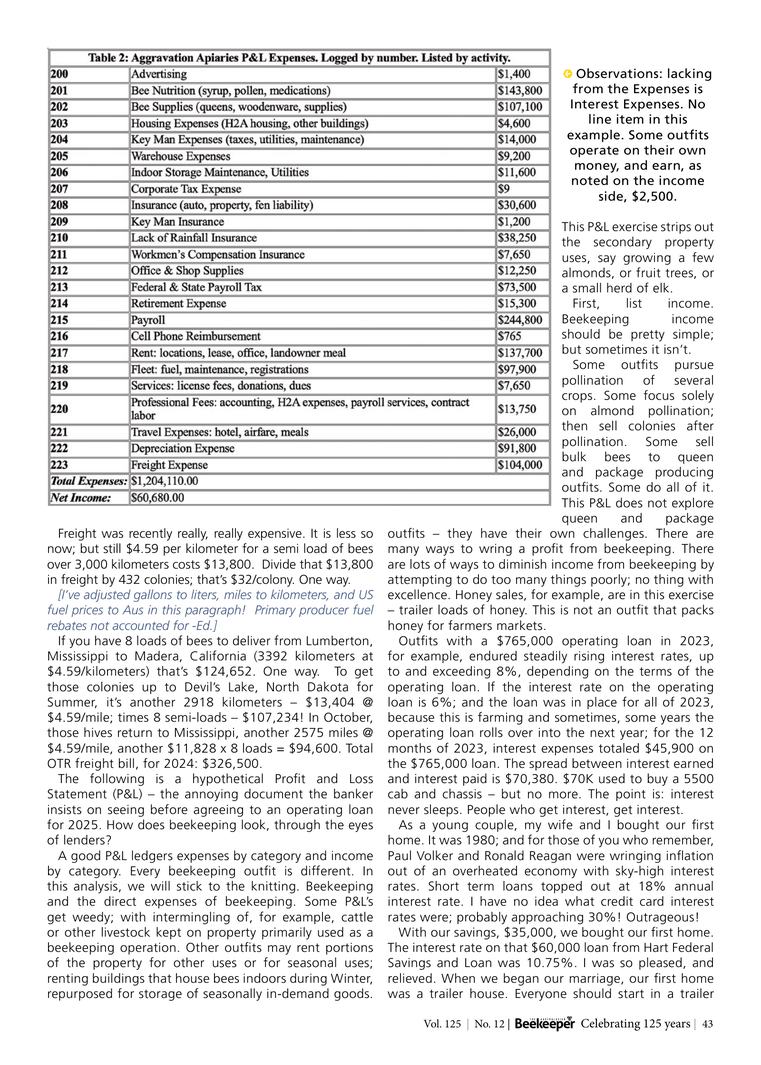 Table 2: Aggravation Apiaries P&L Expenses. Logged by number. Listed by activity.
200 Advertising $1,400
201 Bee Nutrition (syrup, pollen, medications) $143,800
202 Bee Supplies (queens, woodenware, supplies) $107,100
203 Housing Expenses (H2A housing, other buildings) $4,600
204 Key Man Expenses (taxes, utilities, maintenance) $14,000
205 Warehouse Expenses $9,200
206 Indoor Storage Maintenance, Utilities $11,600
207 Corporate Tax Expense $9
208 Insurance (auto, property, fen liability) $30,600
209 Key Man Insurance $1,200
210 Lack of Rainfall Insurance $38,250
211 Workmen's Compensation Insurance $7,650
212 Office & Shop Supplies $12,250
213 Federal & State Payroll Tax $73,500
214 Retirement Expense $15,300
215 Payroll $244,800
216 Cell Phone Reimbursement $765
217 Rent: locations, lease, office, landowner meal $137,700
218 Fleet: fuel, maintenance, registrations $97,900
219 Services: license fees, donations, dues $7,650
220 Professional Fees: accounting, H2A expenses, payroll services, contract
labor $13,750
221 Travel Expenses: hotel, airfare, meals $26,000
222 Depreciation Expense $91,800
223 Freight Expense $104,000
Total Expenses: $1,204,110.00
Net Income: $60,680.00
Freight was recently really, really expensive. It is less so
now; but still $4.59 per kilometer for a semi load of bees
over 3,000 kilometers costs $13,800. Divide that $13,800
in freight by 432 colonies; that's $32/colony. One way.
[I've adjusted gallons to liters, miles to kilometers, and US
fuel prices to Aus in this paragraph! Primary producer fuel
rebates not accounted for -Ed.]
If you have 8 loads of bees to deliver from Lumberton,
Mississippi to Madera, California (3392 kilometers at
$4.59/kilometers) that's $124,652. One way. To get
those colonies up to Devil's Lake, North Dakota for
Summer, it's another 2918 kilometers – $13,404 @
$4.59/mile; times 8 semi-loads – $107,234! In October,
those hives return to Mississippi, another 2575 miles @
$4.59/mile, another $11,828 x 8 loads = $94,600. Total
OTR freight bill, for 2024: $326,500.
The following is a hypothetical Profit and Loss
Statement (P&L) – the annoying document the banker
insists on seeing before agreeing to an operating loan
for 2025. How does beekeeping look, through the eyes
of lenders?
A good P&L ledgers expenses by category and income
by category. Every beekeeping outfit is different. In
this analysis, we will stick to the knitting. Beekeeping
and the direct expenses of beekeeping. Some P&L's
get weedy; with intermingling of, for example, cattle
or other livestock kept on property primarily used as a
beekeeping operation. Other outfits may rent portions
of the property for other uses or for seasonal uses;
renting buildings that house bees indoors during Winter,
repurposed for storage of seasonally in-demand goods.
Observations: lacking
from the Expenses is
Interest Expenses. No
line item in this
example. Some outfits
operate on their own
money, and earn, as
noted on the income
side, $2,500.
This P&L exercise strips out
the secondary property
uses, say growing a few
almonds, or fruit trees, or
a small herd of elk.
First, list income.
Beekeeping income
should be pretty simple;
but sometimes it isn't.
Some outfits pursue
pollination of several
crops. Some focus solely
on almond pollination;
then sell colonies after
pollination. Some sell
bulk bees to queen
and package producing
outfits. Some do all of it.
This P&L does not explore
queen and package
outfits – they have their own challenges. There are
many ways to wring a profit from beekeeping. There
are lots of ways to diminish income from beekeeping by
attempting to do too many things poorly; no thing with
excellence. Honey sales, for example, are in this exercise
– trailer loads of honey. This is not an outfit that packs
honey for farmers markets.
Outfits with a $765,000 operating loan in 2023,
for example, endured steadily rising interest rates, up
to and exceeding 8%, depending on the terms of the
operating loan. If the interest rate on the operating
loan is 6%; and the loan was in place for all of 2023,
because this is farming and sometimes, some years the
operating loan rolls over into the next year; for the 12
months of 2023, interest expenses totaled $45,900 on
the $765,000 loan. The spread between interest earned
and interest paid is $70,380. $70K used to buy a 5500
cab and chassis – but no more. The point is: interest
never sleeps. People who get interest, get interest.
As a young couple, my wife and I bought our first
home. It was 1980; and for those of you who remember,
Paul Volker and Ronald Reagan were wringing inflation
out of an overheated economy with sky-high interest
rates. Short term loans topped out at 18% annual
interest rate. I have no idea what credit card interest
rates were; probably approaching 30%! Outrageous!
With our savings, $35,000, we bought our first home.
The interest rate on that $60,000 loan from Hart Federal
Savings and Loan was 10.75%. I was so pleased, and
relieved. When we began our marriage, our first home
was a trailer house. Everyone should start in a trailer
Vol. 125 | No. 12 | Beekeeper Celebrating 125 years | 43